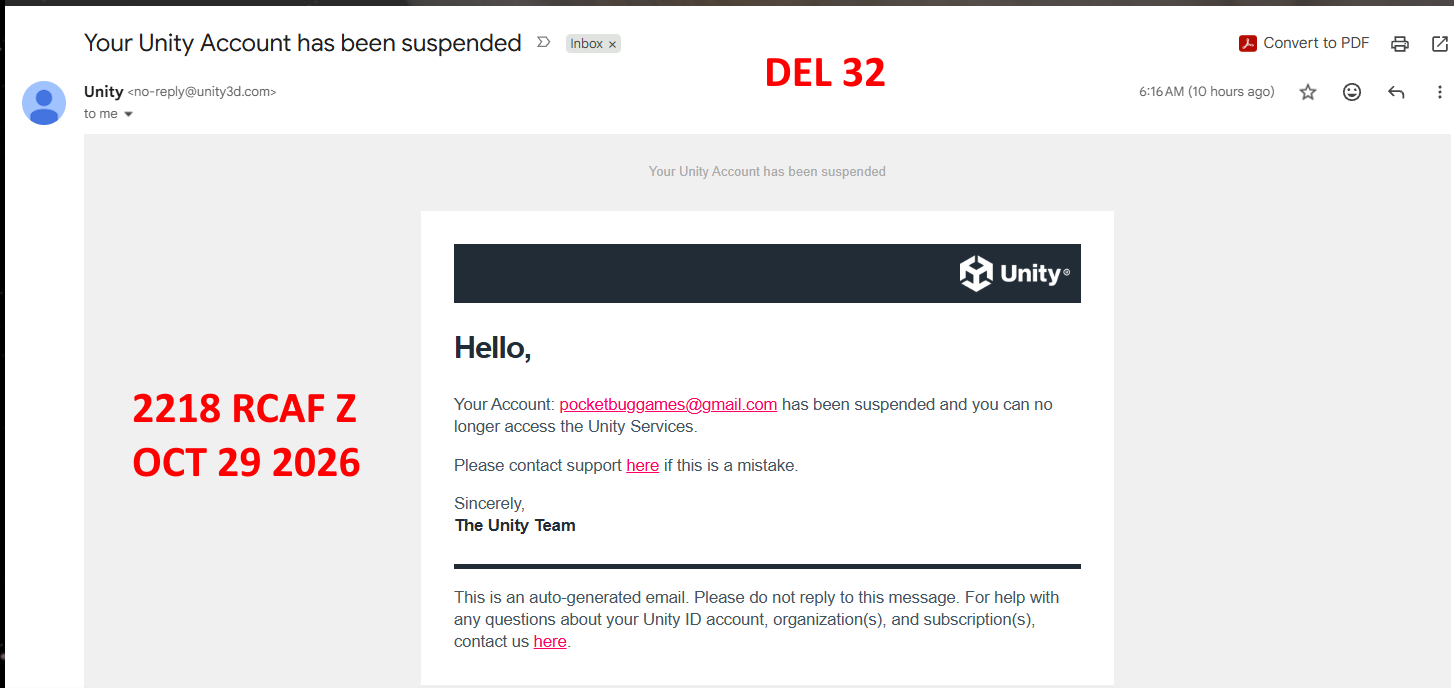 Your Unity Account has been suspended Inbox ×
Convert to PDF
DEL 32
Unity <no-reply@unity3d.com>
6:16 AM (10 hours ago)
to me
Your Unity Account has been suspended
Unity®
Hello,
2218 RCAF Z
OCT 29 2026
Your Account: pocketbuggames@gmail.com has been suspended and you can no
longer access the Unity Services.
Please contact support here if this is a mistake.
Sincerely,
The Unity Team
This is an auto-generated email. Please do not reply to this message. For help with
any questions about your Unity ID account, organization(s), and subscription(s),
contact us here.